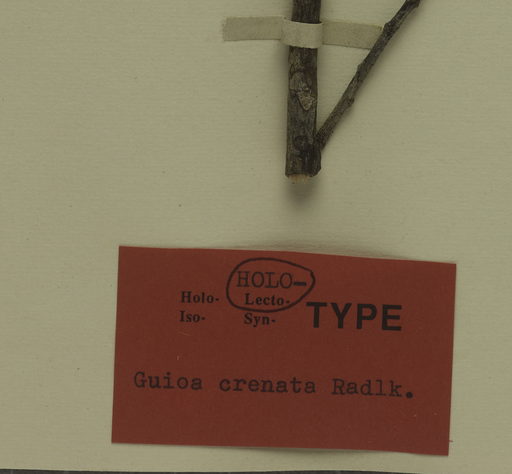 HOLO-
Holo- Lecto- TYPE
Iso- Syn-
Guioa crenata Radlk.